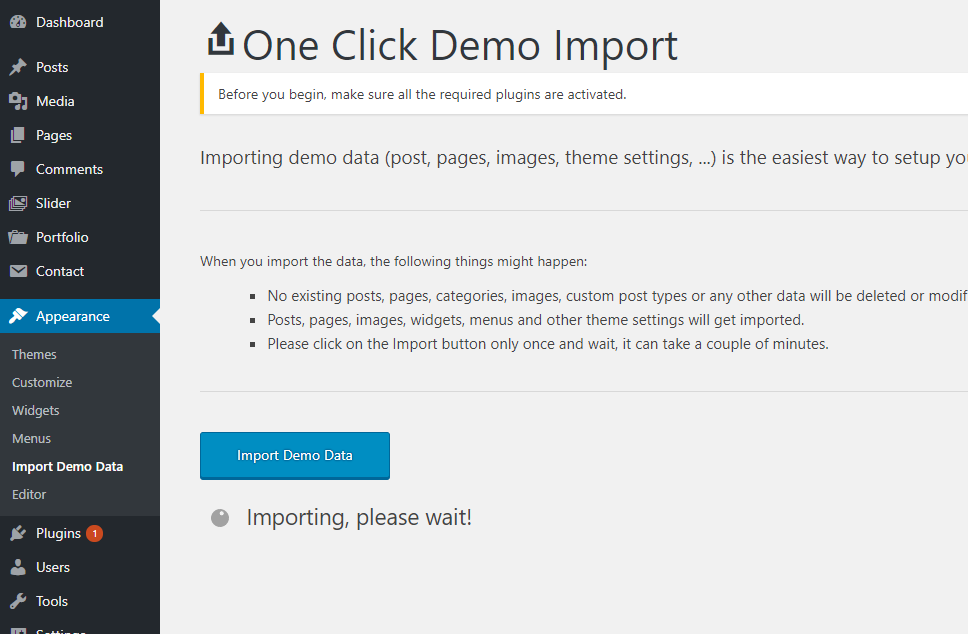 Dashboard
Posts
Media
Pages
Comments
Slider
Portfolio
Contact
Appearance
Themes
Customize
Widgets
Menus
Import Demo Data
Editor
Plugins 1
Users
Tools
Settings
One Click Demo Import
Before you begin, make sure all the required plugins are activated.
Importing demo data (post, pages, images, theme settings, ...) is the easiest way to setup
When you import the data, the following things might happen:
No existing posts, pages, categories, images, custom post types or any other data will be deleted or
Posts, pages, images, widgets, menus and other theme settings will get imported.
Please click on the Import button only once and wait, it can take a couple of minutes.
Import Demo Data
Importing, please wait!